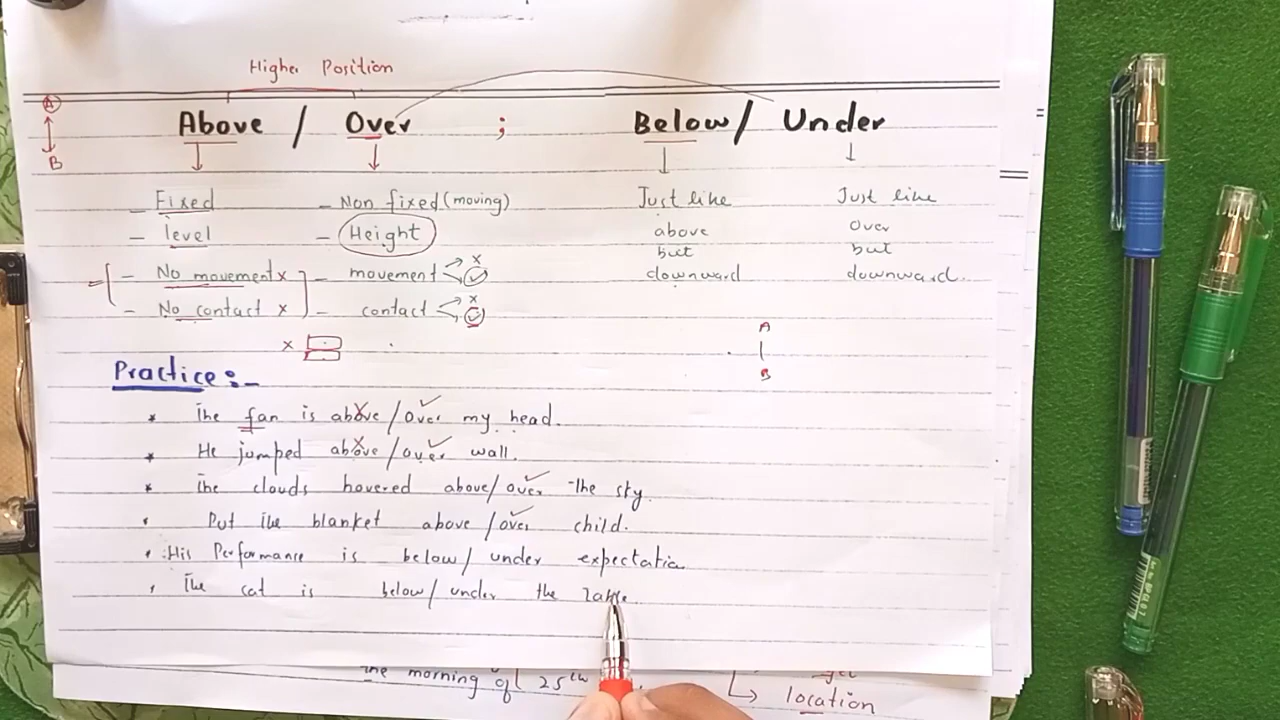 Higher Position
A
Above / Over ; Below / Under
B
- Fixed - Non fixed (moving) Just like Just like
- level - Height above over
but but
= - No movement x - movement x ✓ downward downward.
- No contact x - contact x ✓
x
A
B
Practice:-
* The fan is above / over my head.
* He jumped above / over wall.
* The clouds hovered above / over the sky.
• Put the blanket above / over child.
• His Performance is below / under expectation
• The cat is below / under the
the morning of 25th
location